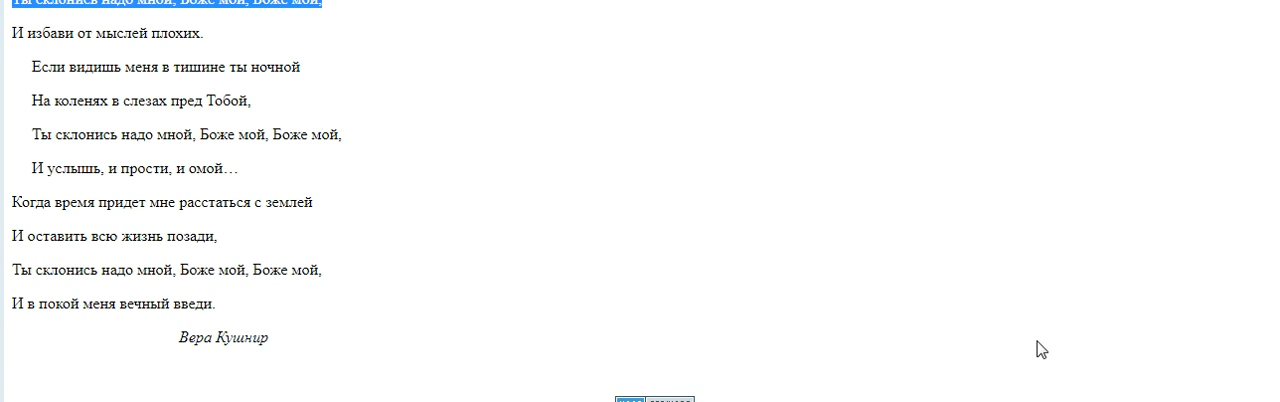 Ты склонись надо мной, Боже мой, Боже мой,
И избави от мыслей плохих.
Если видишь меня в тишине ты ночной
На коленях в слезах пред Тобой,
Ты склонись надо мной, Боже мой, Боже мой,
И услышь, и прости, и омой…
Когда время придет мне расстаться с землей
И оставить всю жизнь позади,
Ты склонись надо мной, Боже мой, Боже мой,
И в покой меня вечный введи.
Вера Кушнир